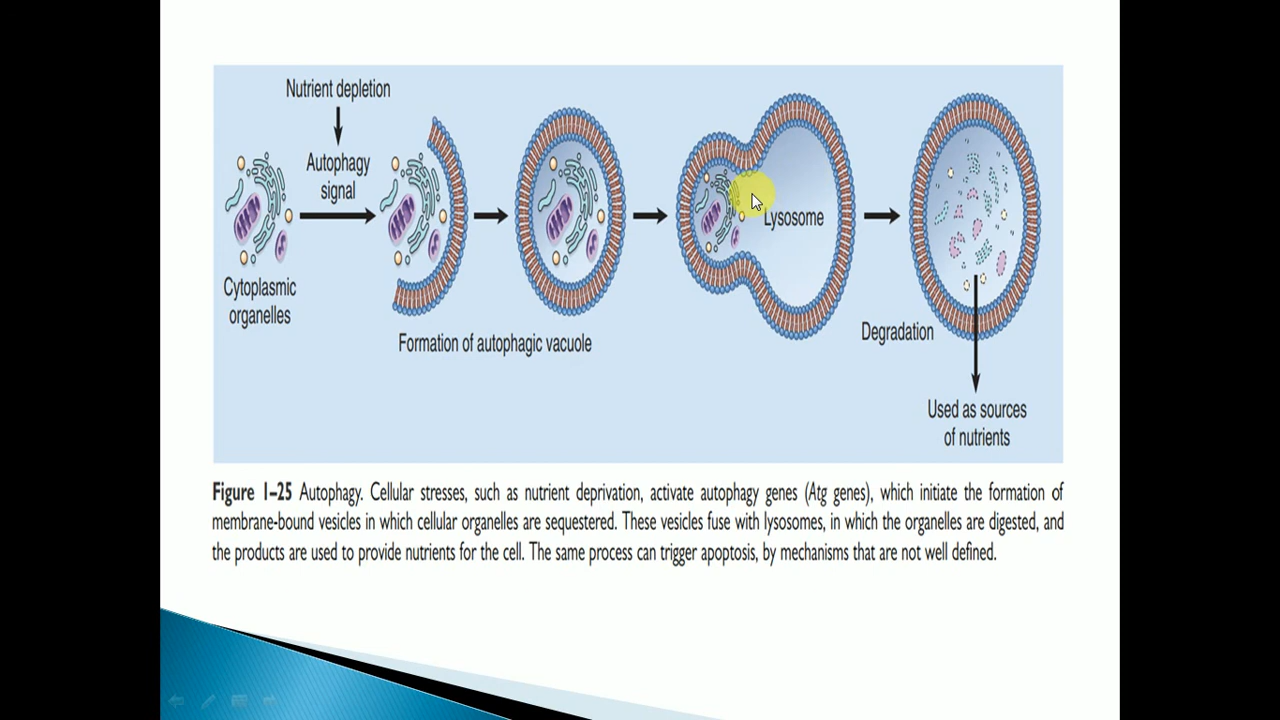 Nutrient depletion
Autophagy
signal
Cytoplasmic
organelles
Formation of autophagic vacuole
Lysosome
Degradation
Used as sources
of nutrients
Figure 1–25 Autophagy. Cellular stresses, such as nutrient deprivation, activate autophagy genes (Atg genes), which initiate the formation of
membrane-bound vesicles in which cellular organelles are sequestered. These vesicles fuse with lysosomes, in which the organelles are digested, and
the products are used to provide nutrients for the cell. The same process can trigger apoptosis, by mechanisms that are not well defined.